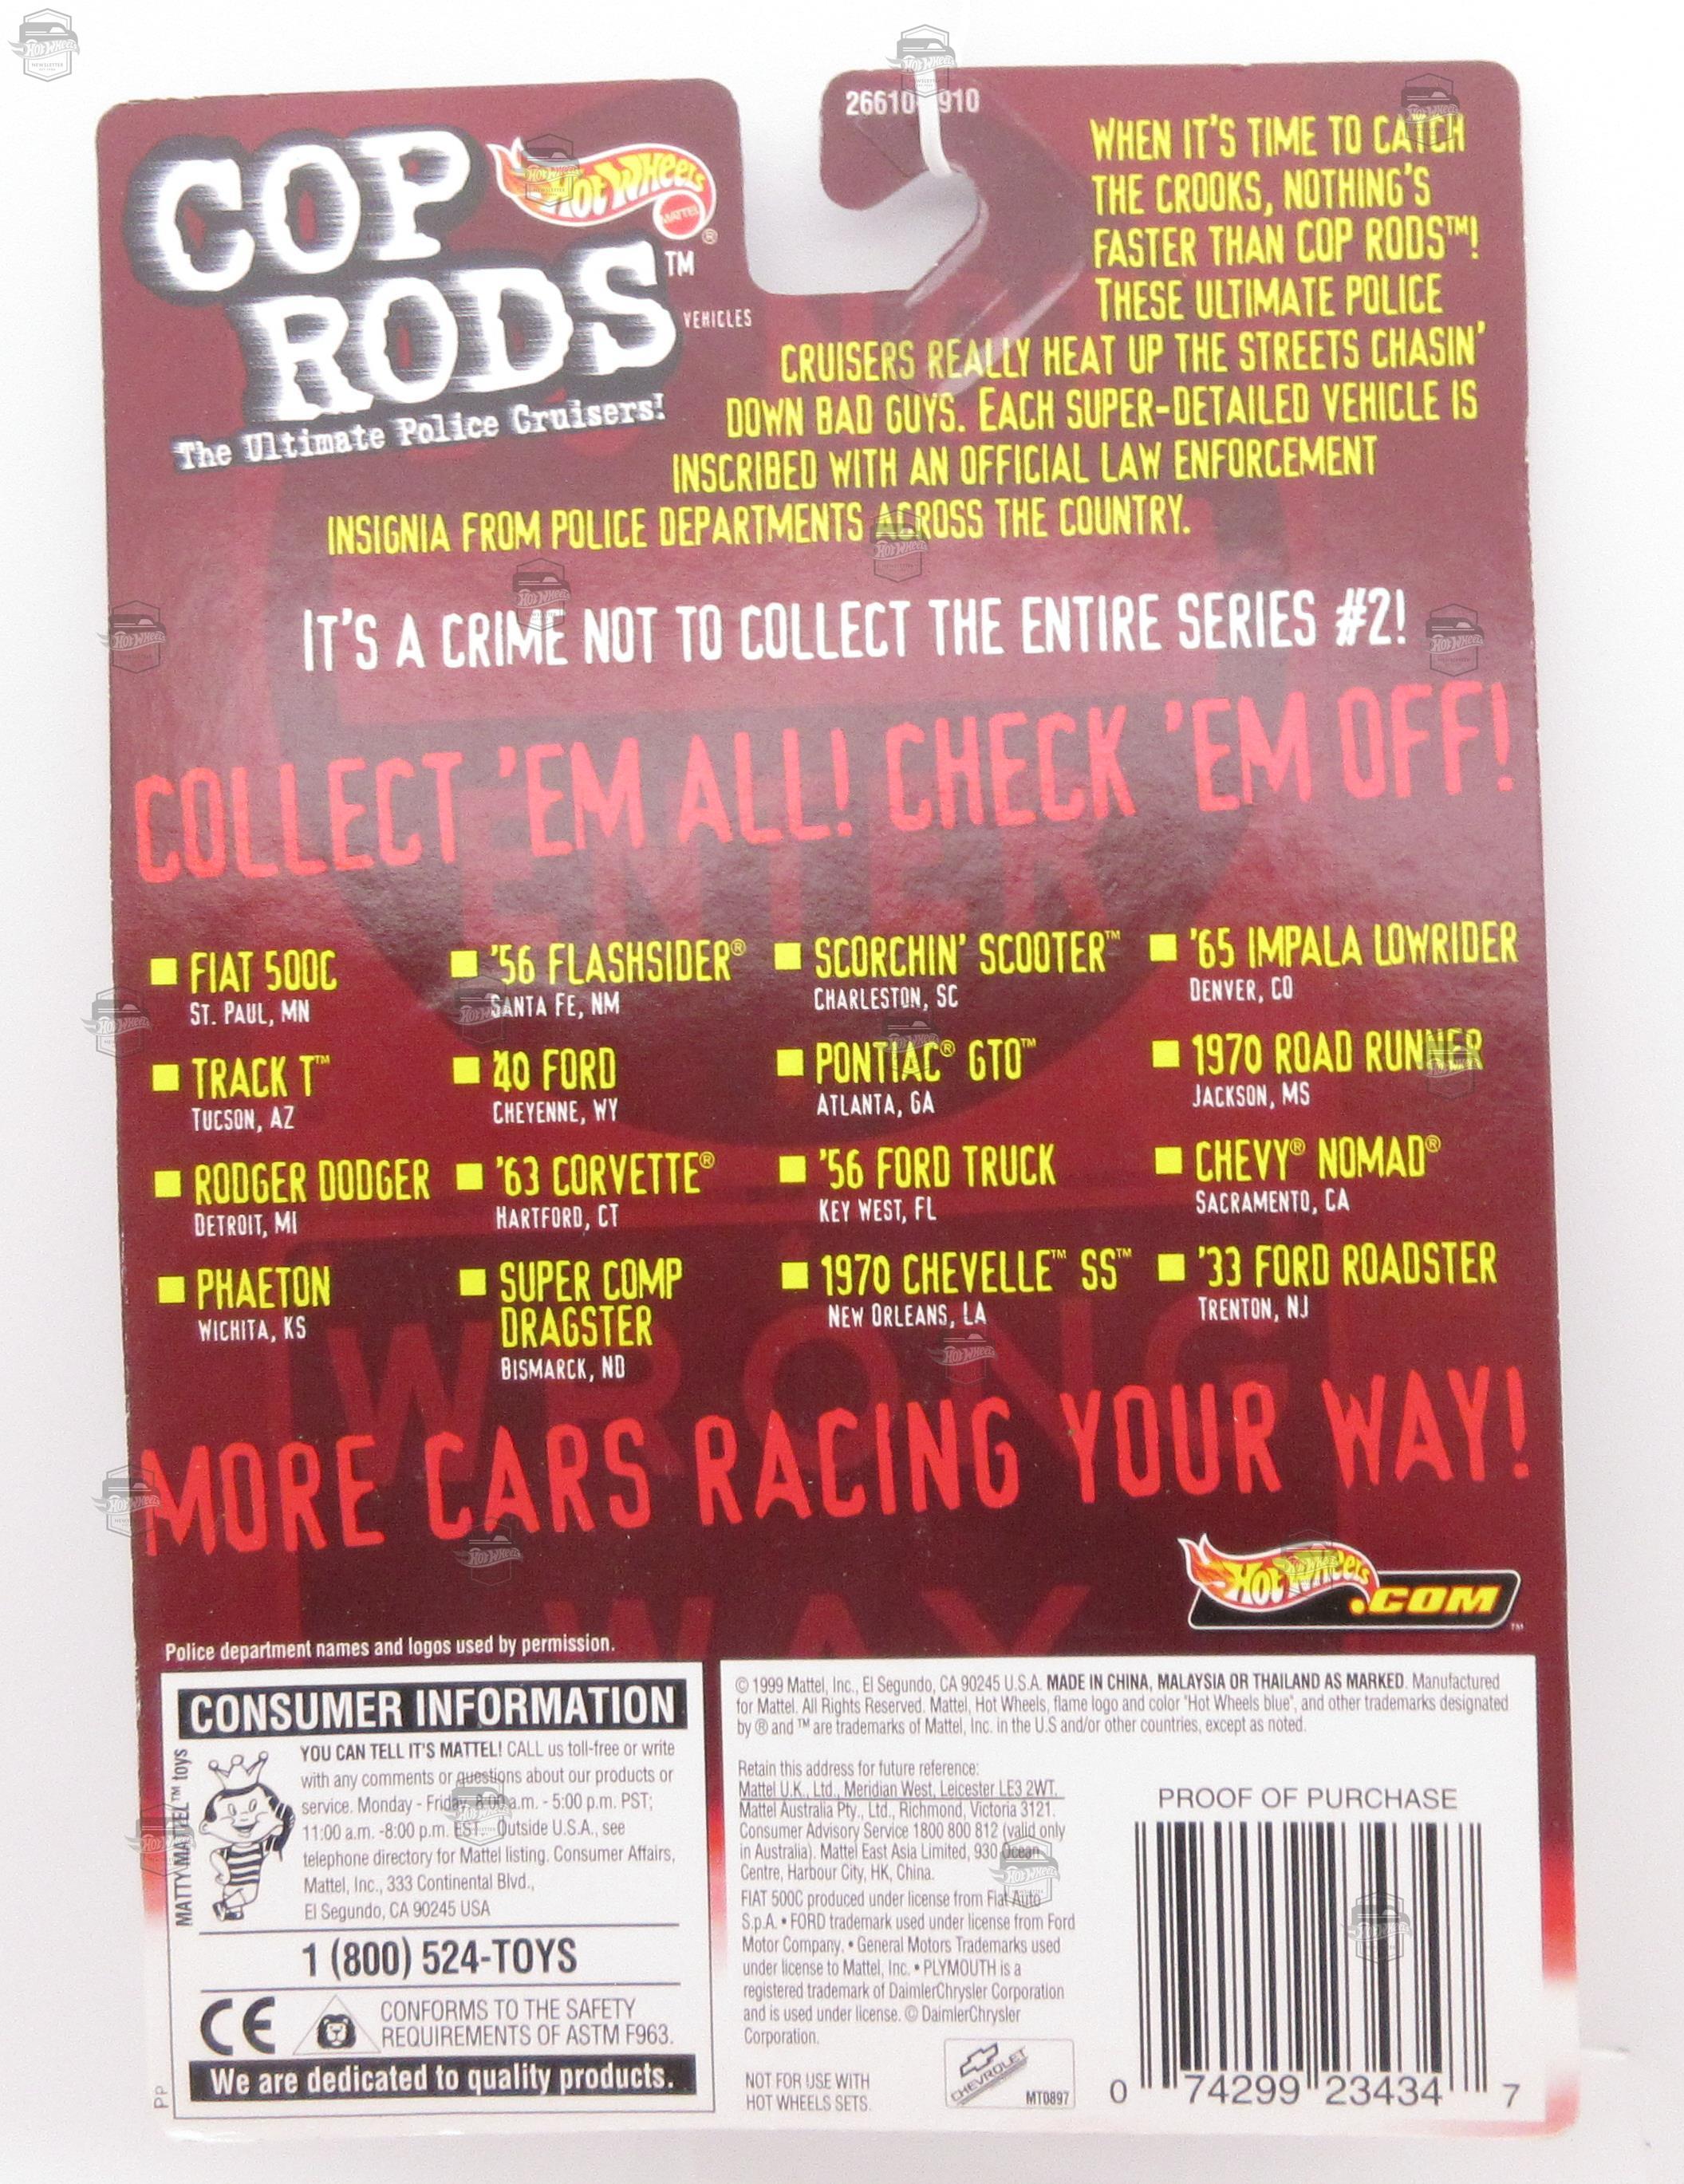 COP
RODS™
VEHICLES
The Ultimate Police Cruisers!
Hot Wheels
MATTEL
®
26610 910
WHEN IT'S TIME TO CATCH
THE CROOKS, NOTHING'S
FASTER THAN COP RODS™!
THESE ULTIMATE POLICE
CRUISERS REALLY HEAT UP THE STREETS CHASIN'
DOWN BAD GUYS. EACH SUPER-DETAILED VEHICLE IS
INSCRIBED WITH AN OFFICIAL LAW ENFORCEMENT
INSIGNIA FROM POLICE DEPARTMENTS ACROSS THE COUNTRY.
IT'S A CRIME NOT TO COLLECT THE ENTIRE SERIES #2!
COLLECT 'EM ALL! CHECK 'EM OFF!
ENTER
FIAT 500C
ST. PAUL, MN
TRACK T™
TUCSON, AZ
RODGER DODGER
DETROIT, MI
PHAETON
WICHITA, KS
'56 FLASHSIDER®
SANTA FE, NM
'40 FORD
CHEYENNE, WY
'63 CORVETTE®
HARTFORD, CT
SUPER COMP
DRAGSTER
BISMARCK, ND
SCORCHIN' SCOOTER™
CHARLESTON, SC
PONTIAC® GTO™
ATLANTA, GA
'56 FORD TRUCK
KEY WEST, FL
1970 CHEVELLE™ SS™
NEW ORLEANS, LA
'65 IMPALA LOWRIDER
DENVER, CO
1970 ROAD RUNNER
JACKSON, MS
CHEVY® NOMAD®
SACRAMENTO, CA
'33 FORD ROADSTER
TRENTON, NJ
WRONG
MORE CARS RACING YOUR WAY!
WAY
Hot Wheels
.COM™
Police department names and logos used by permission.
CONSUMER INFORMATION
MATTY MATTEL™ toys
YOU CAN TELL IT'S MATTEL! CALL us toll-free or write
with any comments or questions about our products or
service. Monday - Friday, 8:00 a.m. - 5:00 p.m. PST;
11:00 a.m. -8:00 p.m. EST. Outside U.S.A., see
telephone directory for Mattel listing. Consumer Affairs,
Mattel, Inc., 333 Continental Blvd.,
El Segundo, CA 90245 USA
1 (800) 524-TOYS
CE
CONFORMS TO THE SAFETY
REQUIREMENTS OF ASTM F963.
We are dedicated to quality products.
PP
© 1999 Mattel, Inc., El Segundo, CA 90245 U.S.A. MADE IN CHINA, MALAYSIA OR THAILAND AS MARKED. Manufactured
for Mattel. All Rights Reserved. Mattel, Hot Wheels, flame logo and color "Hot Wheels blue", and other trademarks designated
by ® and ™ are trademarks of Mattel, Inc. in the U.S and/or other countries, except as noted.
Retain this address for future reference:
Mattel U.K., Ltd., Meridian West, Leicester LE3 2WT.
Mattel Australia Pty., Ltd., Richmond, Victoria 3121.
Consumer Advisory Service 1800 800 812 (valid only
in Australia). Mattel East Asia Limited, 930 Ocean
Centre, Harbour City, HK, China.
FIAT 500C produced under license from Fiat Auto
S.p.A. • FORD trademark used under license from Ford
Motor Company. • General Motors Trademarks used
under license to Mattel, Inc. • PLYMOUTH is a
registered trademark of DaimlerChrysler Corporation
and is used under license. © DaimlerChrysler
Corporation.
NOT FOR USE WITH
HOT WHEELS SETS.
CHEVROLET
MT0897
PROOF OF PURCHASE
0 74299 23434 7